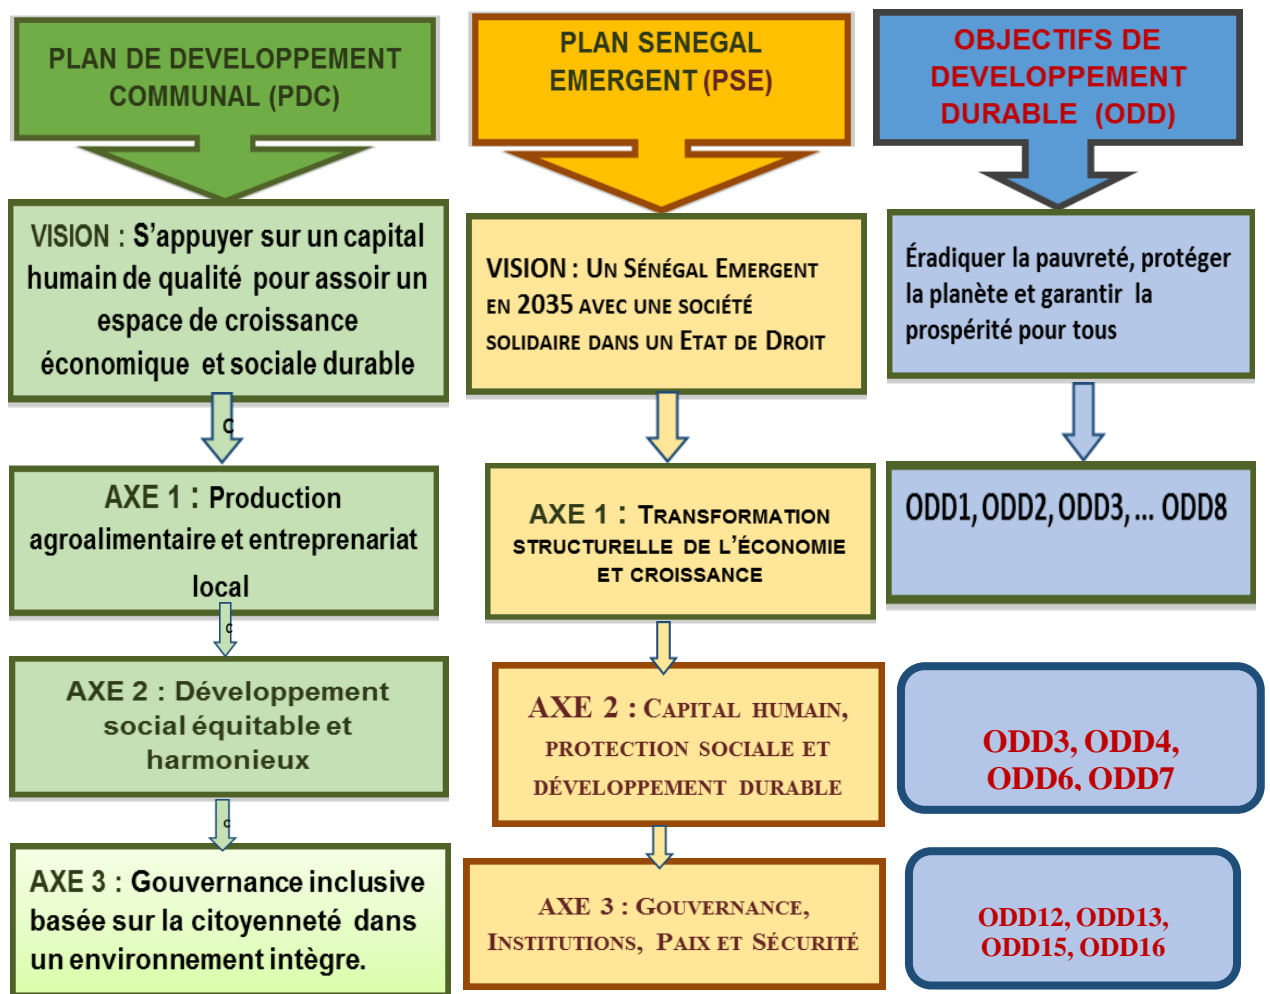 PLAN DE DEVELOPPEMENT
COMMUNAL (PDC)
VISION : S’appuyer sur un capital
humain de qualité pour assoir un
espace de croissance
économique et sociale durable
C
AXE 1 : Production
agroalimentaire et entreprenariat
local
C
AXE 2 : Développement
social équitable et
harmonieux
C
AXE 3 : Gouvernance inclusive
basée sur la citoyenneté dans
un environnement intègre.
PLAN SENEGAL
EMERGENT (PSE)
VISION : UN SÉNÉGAL EMERGENT
EN 2035 AVEC UNE SOCIÉTÉ
SOLIDAIRE DANS UN ETAT DE DROIT
AXE 1 : TRANSFORMATION
STRUCTURELLE DE L’ÉCONOMIE
ET CROISSANCE
AXE 2 : CAPITAL HUMAIN,
PROTECTION SOCIALE ET
DÉVELOPPEMENT DURABLE
AXE 3 : GOUVERNANCE,
INSTITUTIONS, PAIX ET SÉCURITÉ
OBJECTIFS DE
DEVELOPPEMENT
DURABLE (ODD)
Éradiquer la pauvreté, protéger
la planète et garantir la
prospérité pour tous
ODD1, ODD2, ODD3, ... ODD8
ODD3, ODD4,
ODD6, ODD7
ODD12, ODD13,
ODD15, ODD16